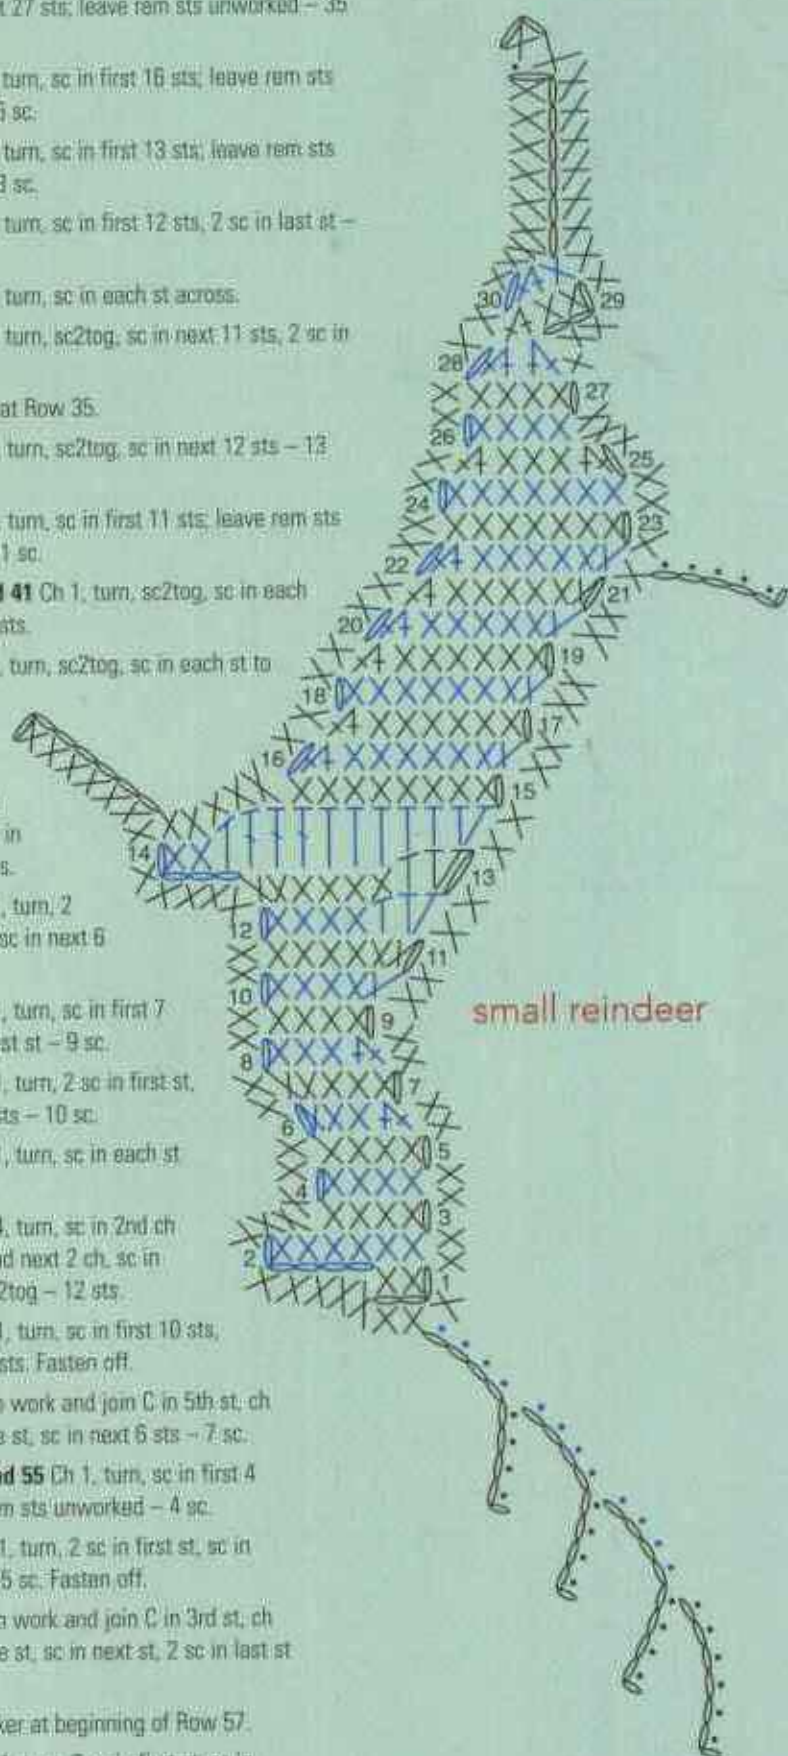 27 sts; leave rem sts unworked – 35
turn, sc in first 16 sts; leave rem sts
sc.
turn, sc in first 13 sts; leave rem sts
sc.
turn, sc in first 12 sts, 2 sc in last st –
turn, sc in each st across.
turn, sc2tog, sc in next 11 sts, 2 sc in
at Row 35.
turn, sc2tog, sc in next 12 sts – 13
turn, sc in first 11 sts; leave rem sts
1 sc.
41 Ch 1, turn, sc2tog, sc in each
sts.
turn, sc2tog, sc in each st to
in
s.
, turn, 2
sc in next 6
, turn, sc in first 7
st st – 9 sc.
, turn, 2 sc in first st,
sts – 10 sc.
, turn, sc in each st
, turn, sc in 2nd ch
nd next 2 ch, sc in
2tog – 12 sts.
, turn, sc in first 10 sts,
sts. Fasten off.
work and join C in 5th st, ch
e st, sc in next 6 sts – 7 sc.
nd 55 Ch 1, turn, sc in first 4
m sts unworked – 4 sc.
1, turn, 2 sc in first st, sc in
5 sc. Fasten off.
work and join C in 3rd st, ch
e st, sc in next st, 2 sc in last st
ker at beginning of Row 57.
30
29
28
27
26
25
24
23
22
21
20
19
18
17
16
15
14
13
12
11
10
9
8
7
6
5
4
3
2
1
small reindeer